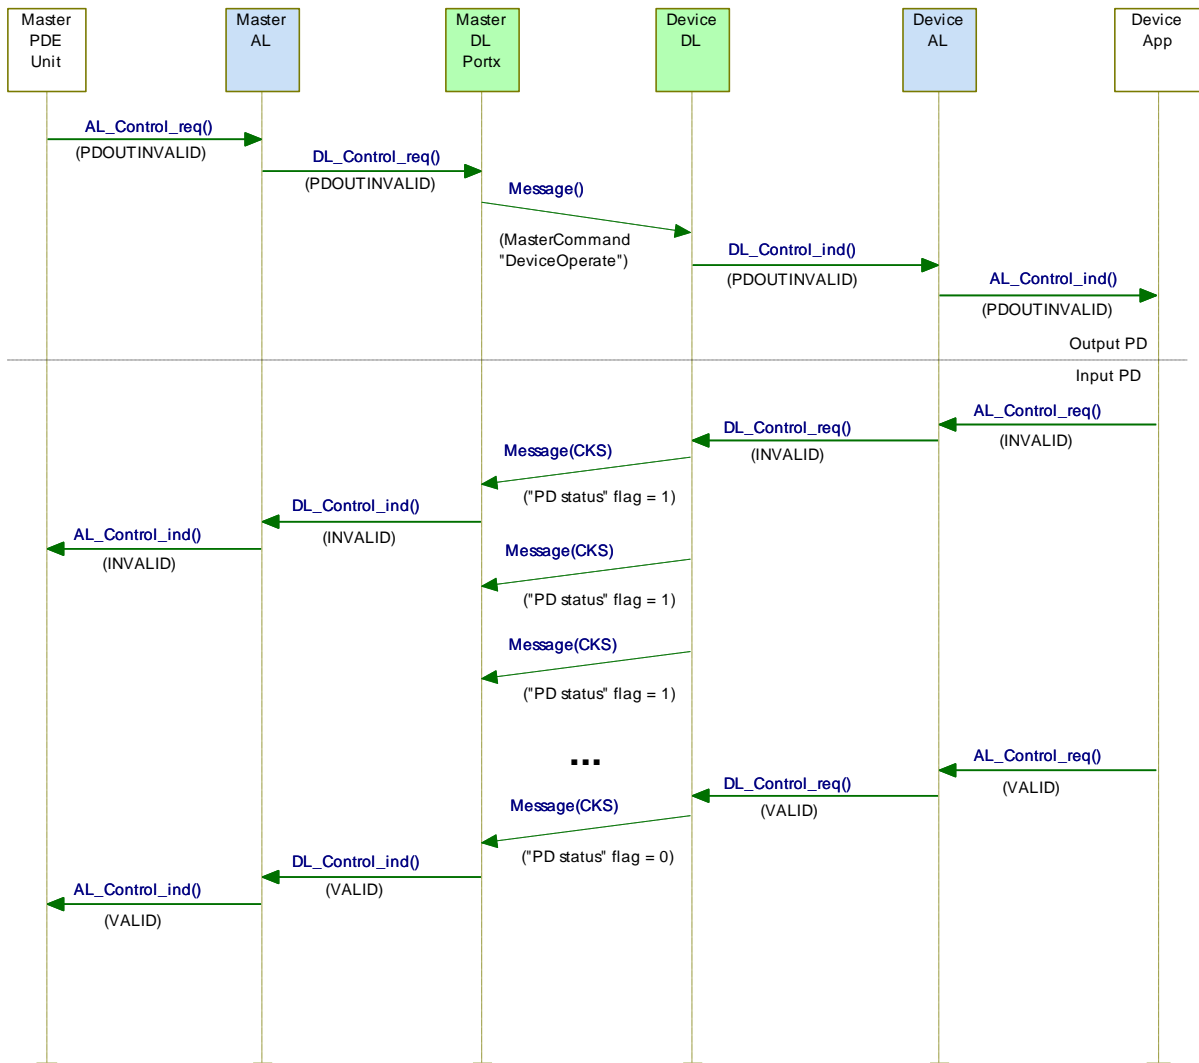 Master
PDE
Unit
Master
AL
Master
DL
Portx
Device
DL
Device
AL
Device
App
AL_Control_req()
(PDOUTINVALID)
DL_Control_req()
(PDOUTINVALID)
Message()
(MasterCommand
"DeviceOperate")
DL_Control_ind()
(PDOUTINVALID)
AL_Control_ind()
(PDOUTINVALID)
Output PD
Input PD
AL_Control_req()
(INVALID)
DL_Control_req()
(INVALID)
Message(CKS)
("PD status" flag = 1)
DL_Control_ind()
(INVALID)
AL_Control_ind()
(INVALID)
Message(CKS)
("PD status" flag = 1)
Message(CKS)
("PD status" flag = 1)
...
AL_Control_req()
(VALID)
DL_Control_req()
(VALID)
Message(CKS)
("PD status" flag = 0)
DL_Control_ind()
(VALID)
AL_Control_ind()
(VALID)